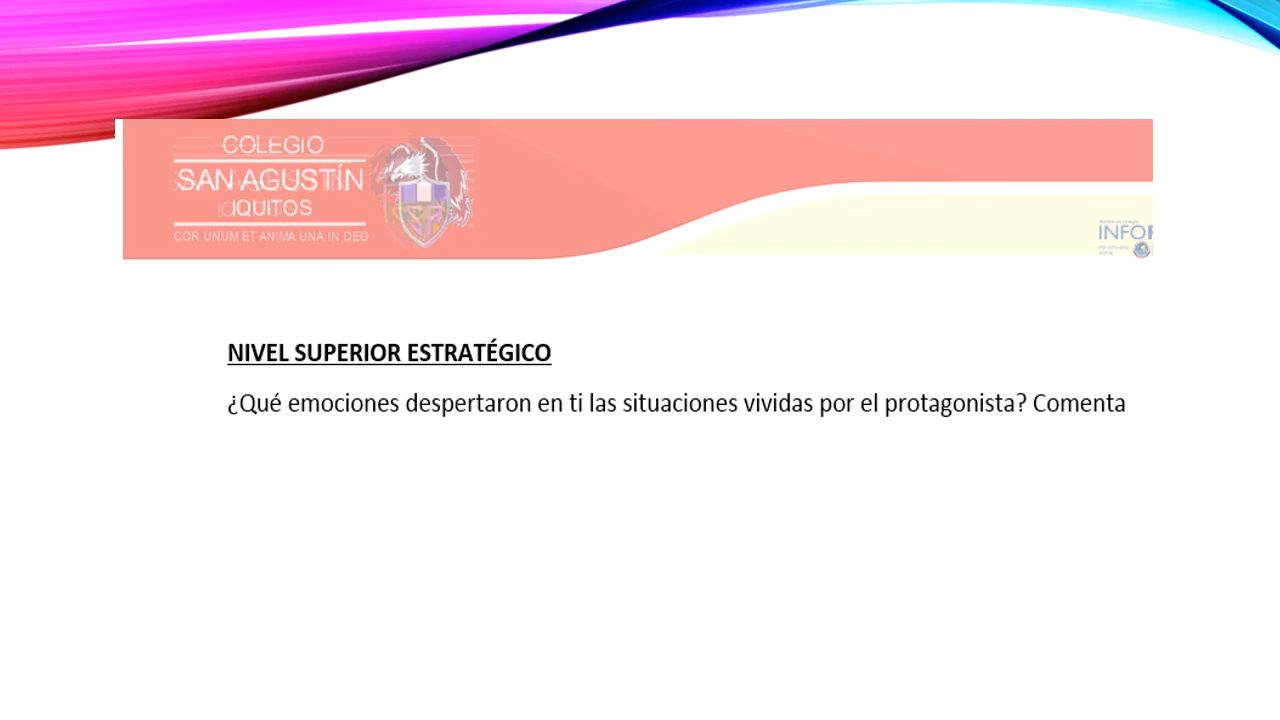 COLEGIO
SAN AGUSTÍN
IQUITOS
COR UNUM ET ANIMA UNA IN DEO
NIVEL SUPERIOR ESTRATÉGICO
¿Qué emociones despertaron en ti las situaciones vividas por el protagonista? Comenta